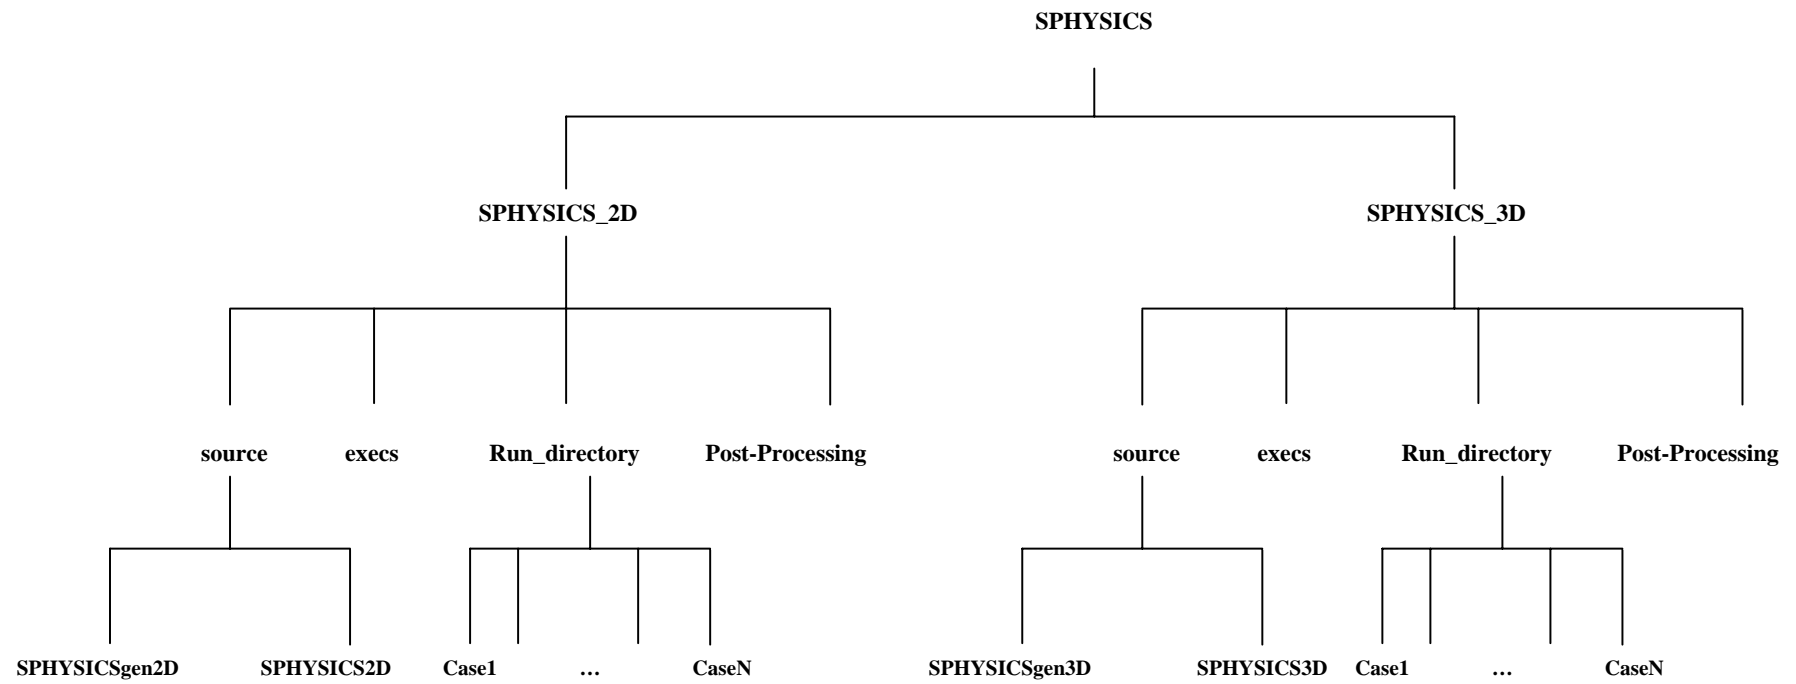 SPHYSICS
SPHYSICS_2D SPHYSICS_3D
source execs Run_directory Post-Processing source execs Run_directory Post-Processing
SPHYSICSgen2D SPHYSICS2D Case1 ... CaseN SPHYSICSgen3D SPHYSICS3D Case1 ... CaseN